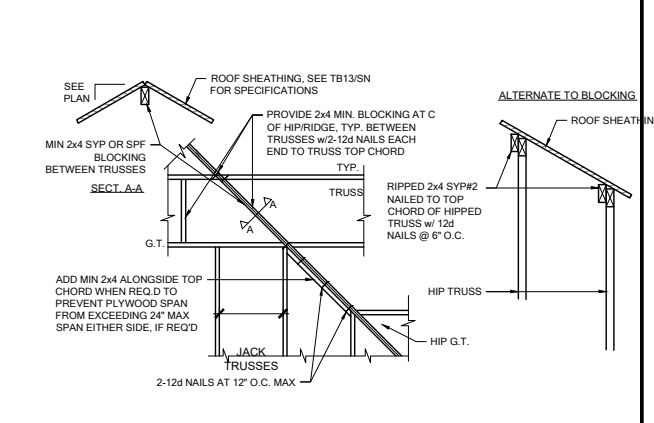 SEE
PLAN
ROOF SHEATHING, SEE TB13/SN
FOR SPECIFICATIONS
MIN 2x4 SYP OR SPF
BLOCKING
BETWEEN TRUSSES
SECT. A-A
PROVIDE 2x4 MIN. BLOCKING AT C
OF HIP/RIDGE, TYP. BETWEEN
TRUSSES w/2-12d NAILS EACH
END TO TRUSS TOP CHORD
TYP.
TRUSS
A
A
G.T.
ADD MIN 2x4 ALONGSIDE TOP
CHORD WHEN REQ.D TO
PREVENT PLYWOOD SPAN
FROM EXCEEDING 24" MAX
SPAN EITHER SIDE, IF REQ'D
JACK
TRUSSES
2-12d NAILS AT 12" O.C. MAX
HIP G.T.
ALTERNATE TO BLOCKING
ROOF SHEATHIN
RIPPED 2x4 SYP#2
NAILED TO TOP
CHORD OF HIPPED
TRUSS w/ 12d
NAILS @ 6" O.C.
HIP TRUSS